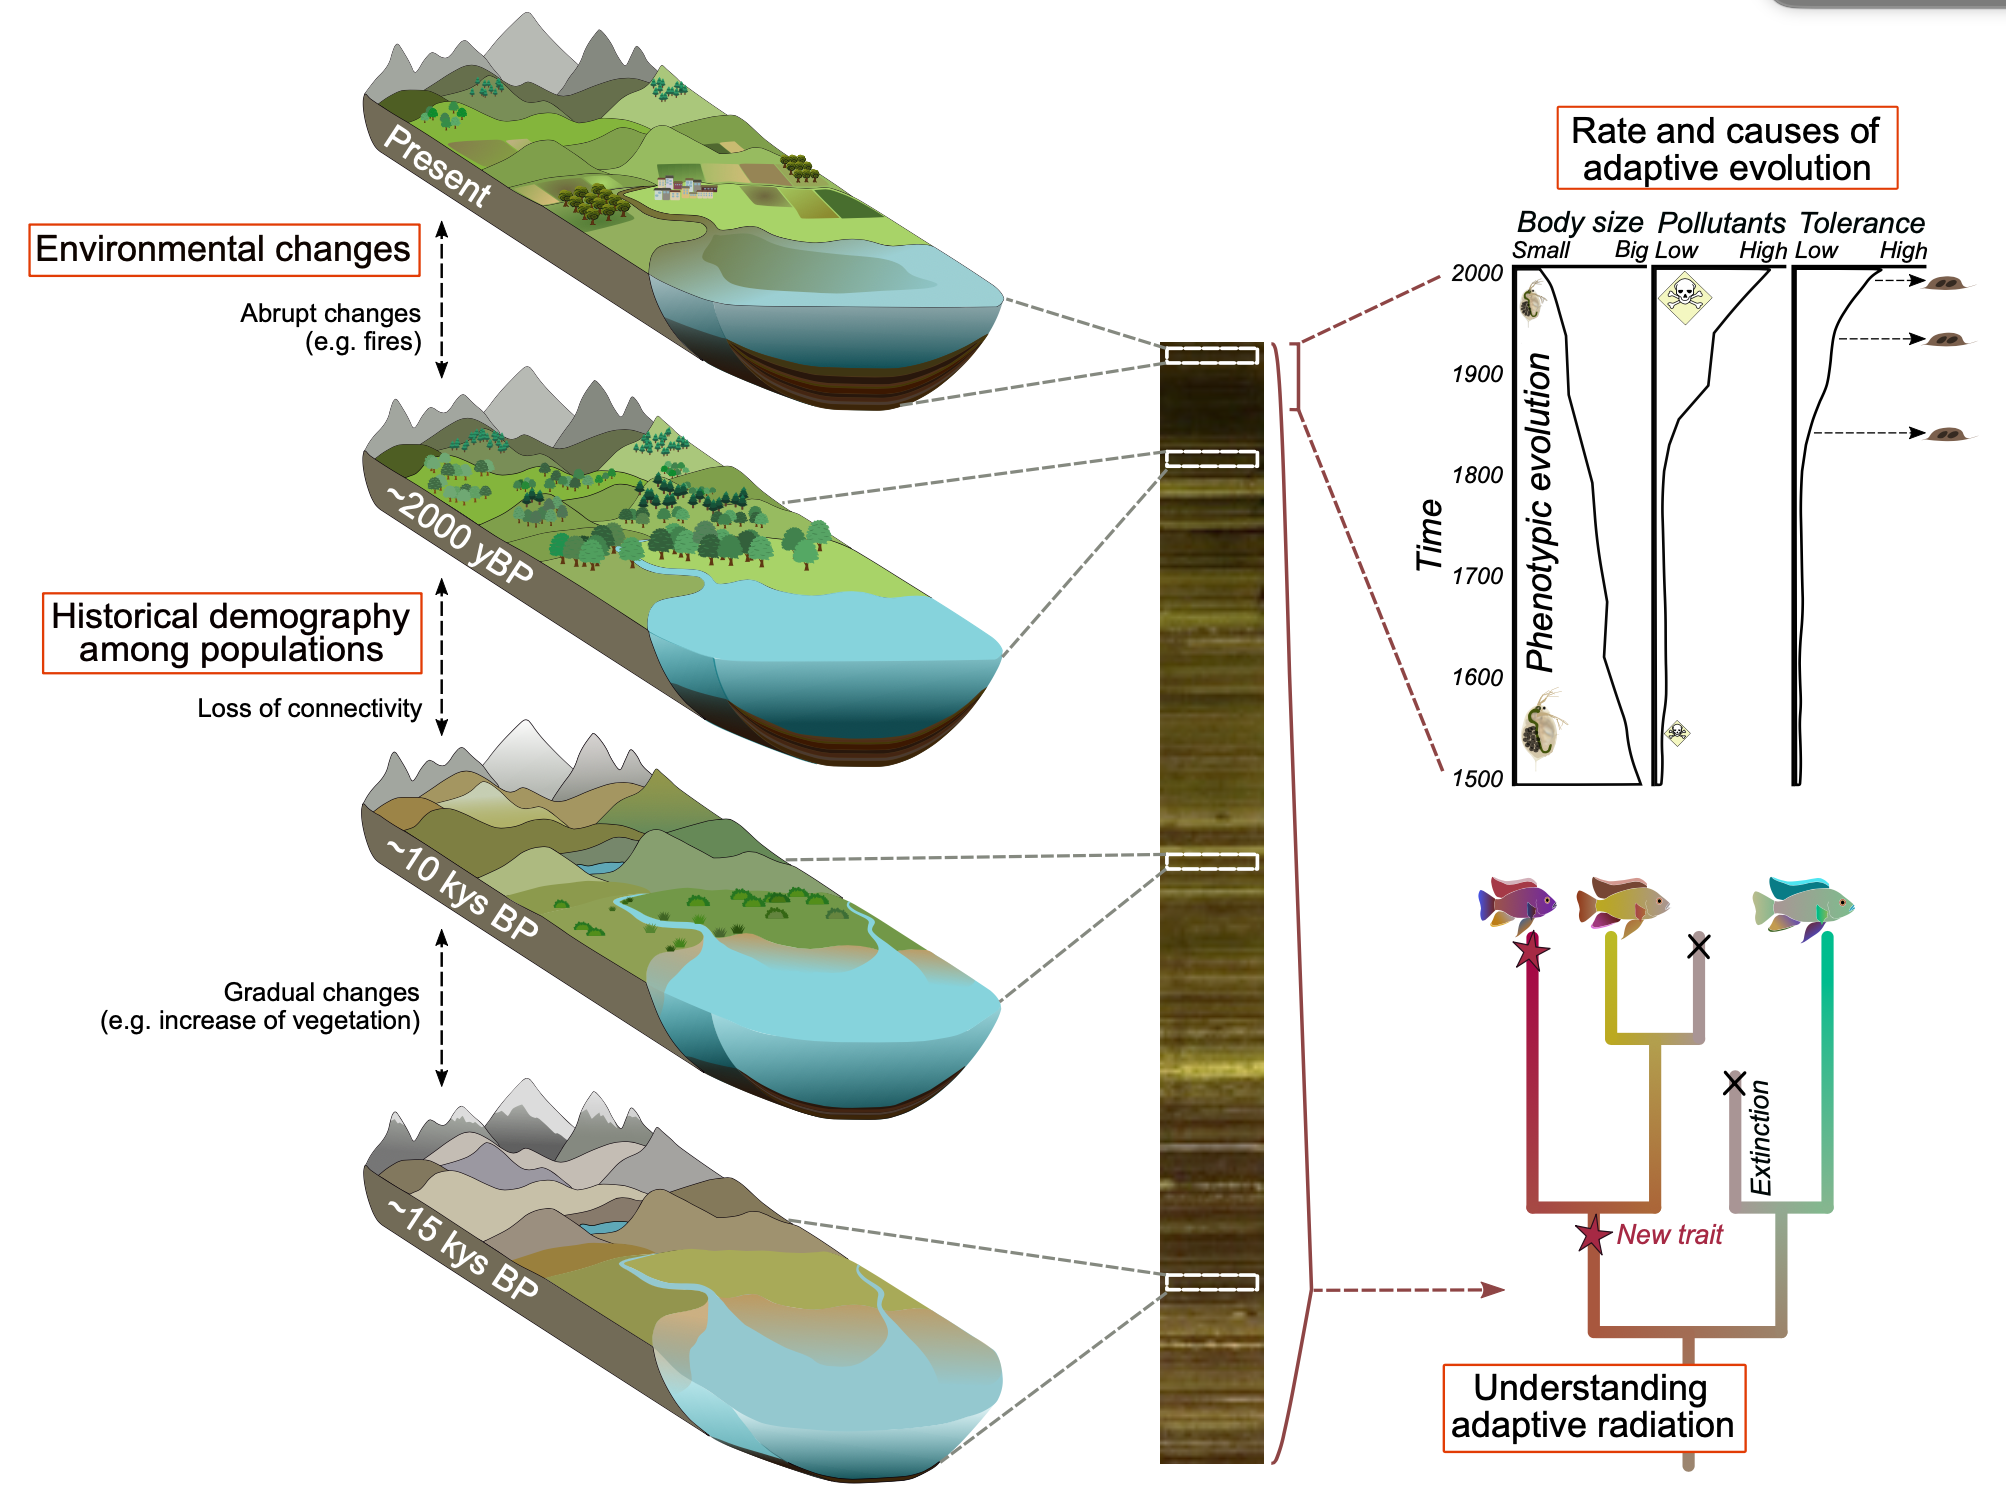 Present
Environmental changes
Abrupt changes
(e.g. fires)
~2000 yBP
Historical demography
among populations
Loss of connectivity
~10 kys BP
Gradual changes
(e.g. increase of vegetation)
~15 kys BP
Rate and causes of
adaptive evolution
Body size Pollutants Tolerance
Small Big Low High Low High
2000
1900
1800
1700
1600
1500
Time
Phenotypic evolution
Extinction
New trait
Understanding
adaptive radiation